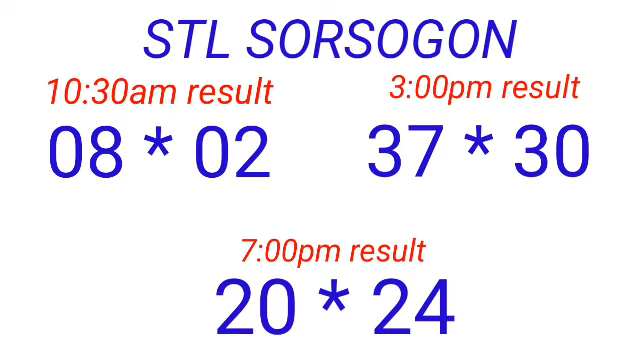 STL SORSOGON
10:30am result
3:00pm result
08 * 02
37 * 30
7:00pm result
20 * 24